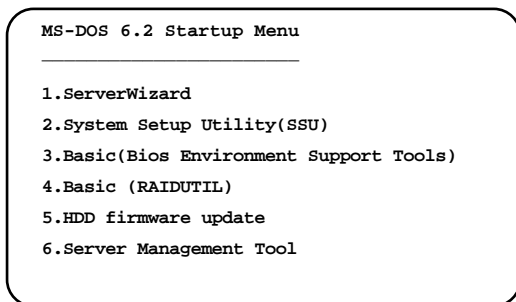 MS-DOS 6.2 Startup Menu
1.ServerWizard
2.System Setup Utility(SSU)
3.Basic(Bios Environment Support Tools)
4.Basic (RAIDUTIL)
5.HDD firmware update
6.Server Management Tool